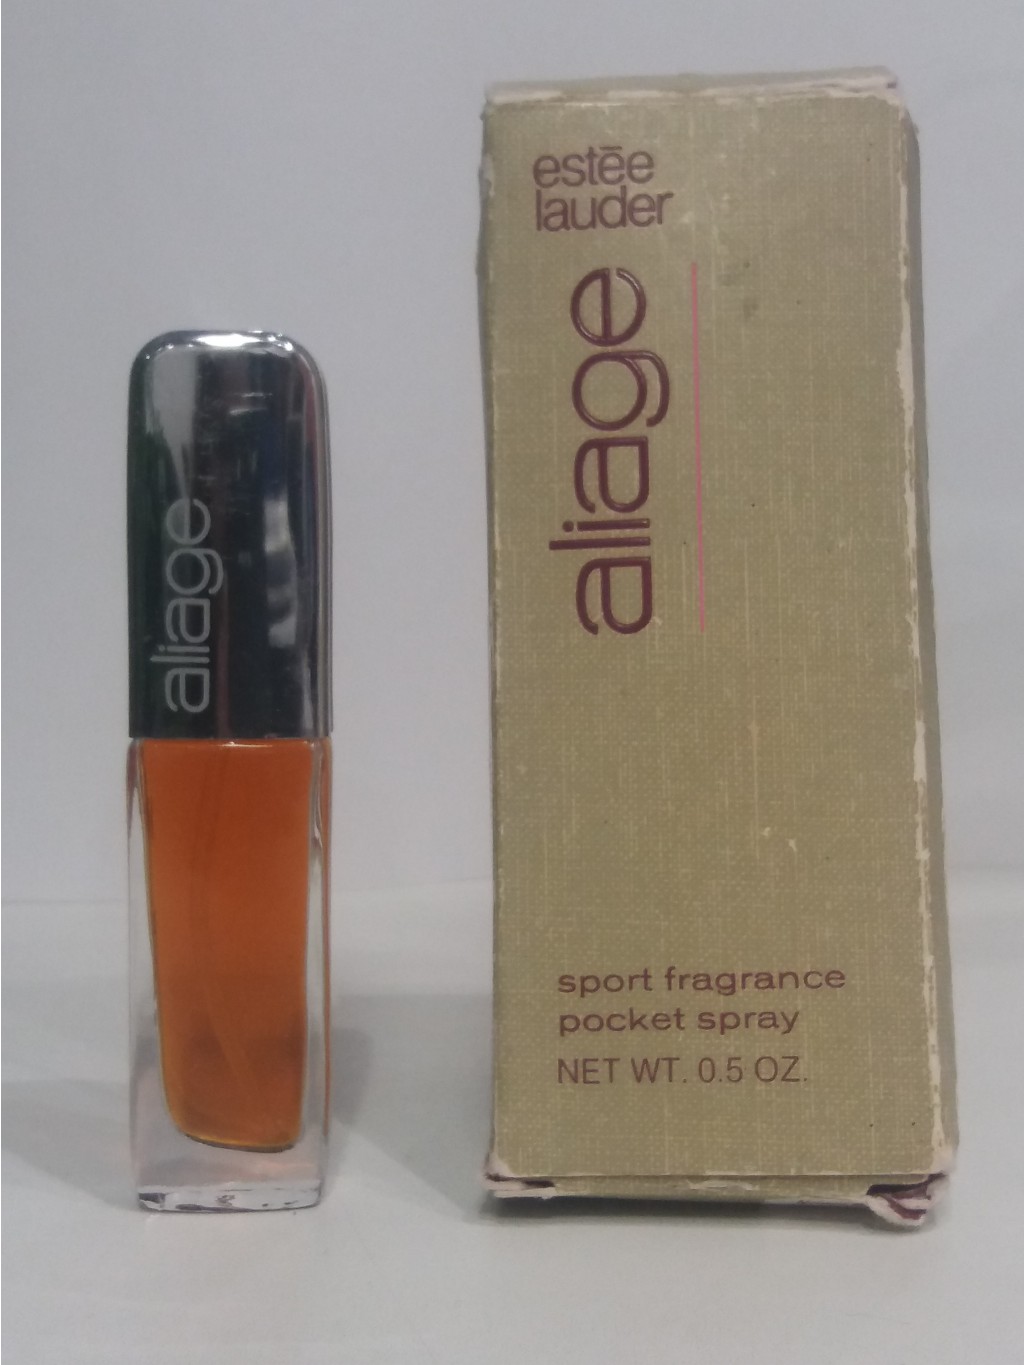 aliage
estēe
lauder
aliage
sport fragrance
pocket spray
NET WT. 0.5 OZ.